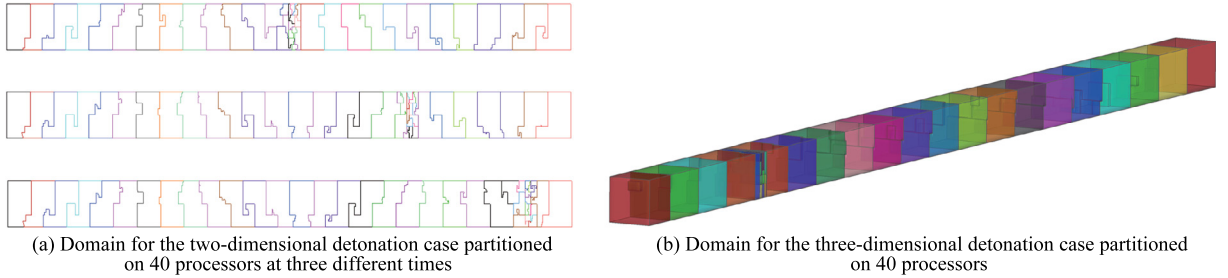 (a) Domain for the two-dimensional detonation case partitioned
on 40 processors at three different times
(b) Domain for the three-dimensional detonation case partitioned
on 40 processors